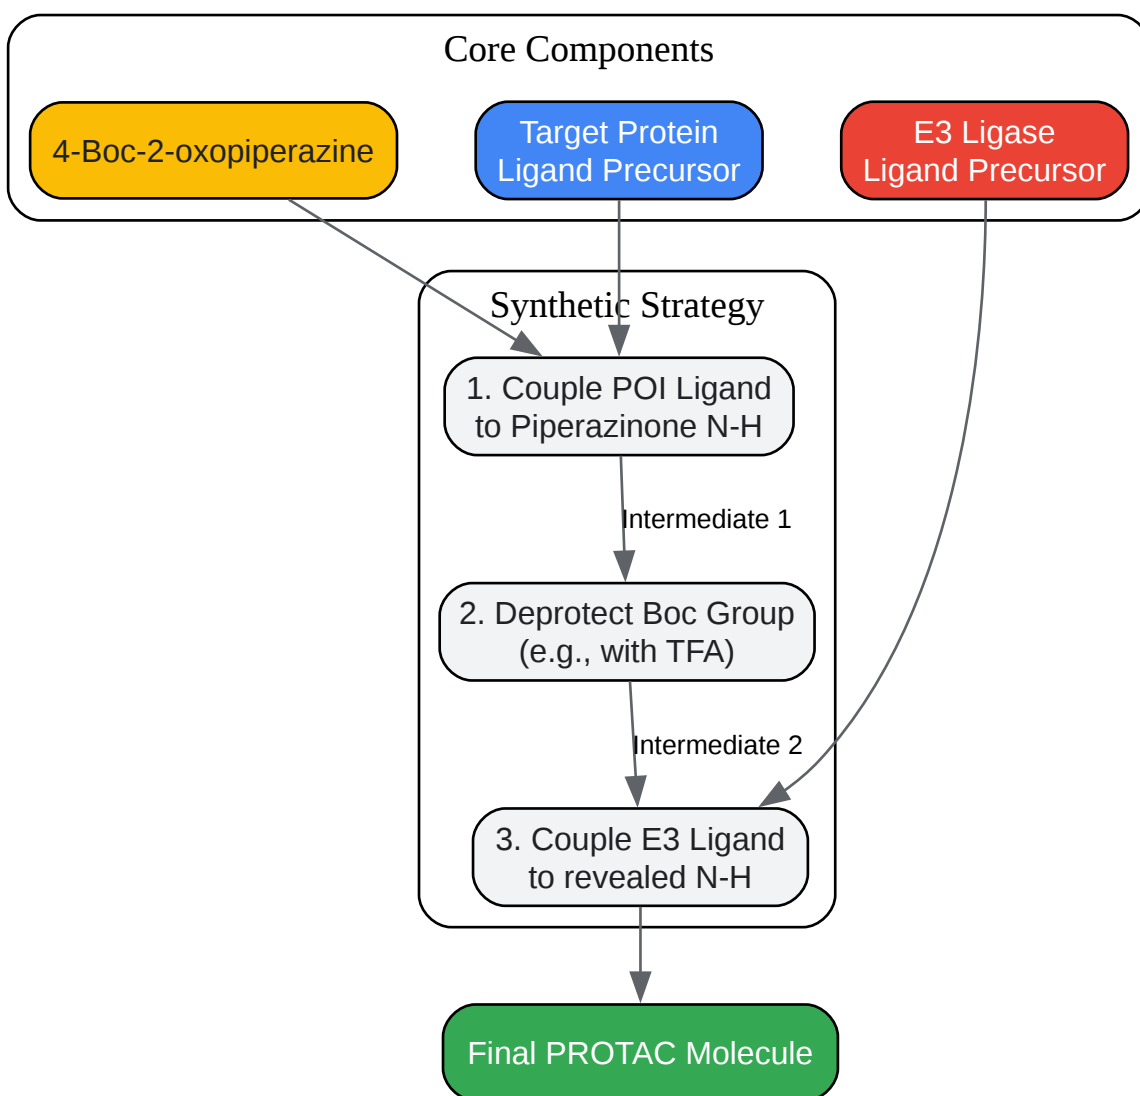 Core Components
4-Boc-2-oxopiperazine
Target Protein
Ligand Precursor
E3 Ligase
Ligand Precursor
Synthetic Strategy
1. Couple POI Ligand
to Piperazinone N-H
Intermediate 1
2. Deprotect Boc Group
(e.g., with TFA)
Intermediate 2
3. Couple E3 Ligand
to revealed N-H
Final PROTAC Molecule